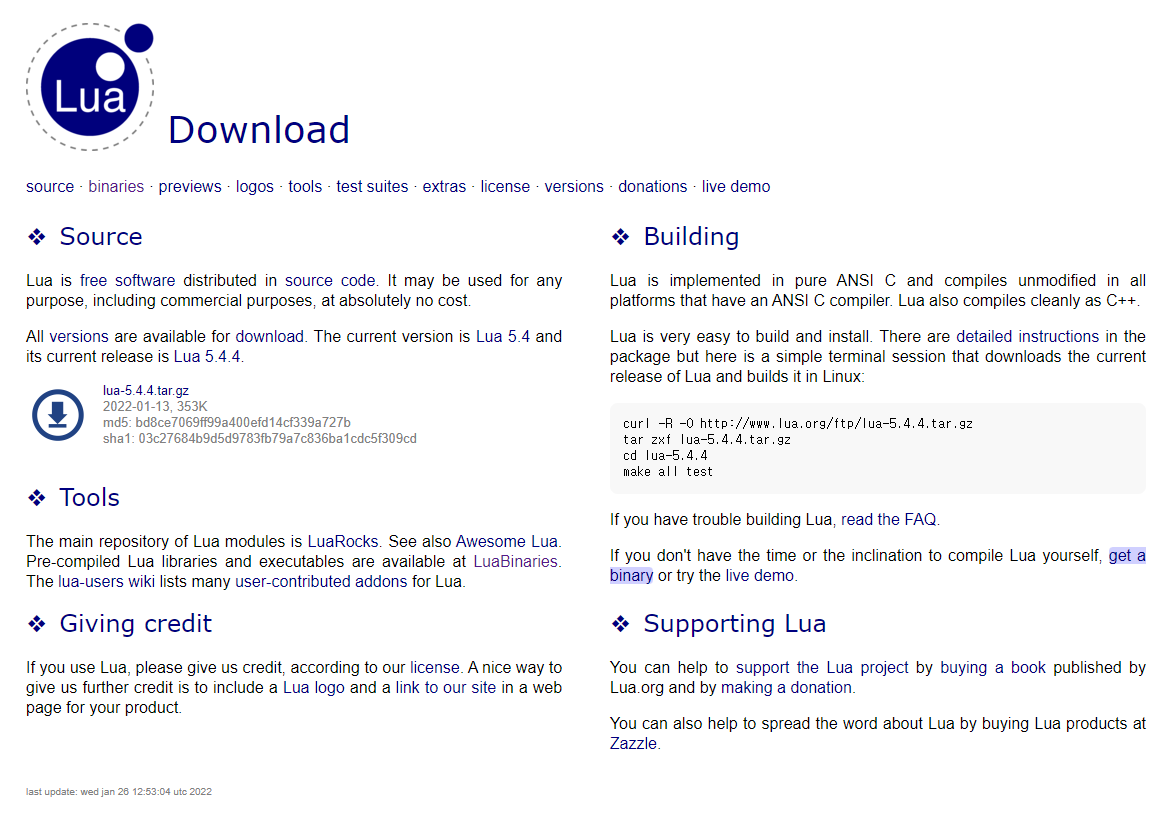 Lua
Download
source · binaries · previews · logos · tools · test suites · extras · license · versions · donations · live demo
❖ Source
Lua is free software distributed in source code. It may be used for any
purpose, including commercial purposes, at absolutely no cost.
All versions are available for download. The current version is Lua 5.4 and
its current release is Lua 5.4.4.
lua-5.4.4.tar.gz
2022-01-13, 353K
md5: bd8ce7069ff99a400efd14cf339a727b
sha1: 03c27684b9d5d9783fb79a7c836ba1cdc5f309cd
❖ Tools
The main repository of Lua modules is LuaRocks. See also Awesome Lua.
Pre-compiled Lua libraries and executables are available at LuaBinaries.
The lua-users wiki lists many user-contributed addons for Lua.
❖ Giving credit
If you use Lua, please give us credit, according to our license. A nice way to
give us further credit is to include a Lua logo and a link to our site in a web
page for your product.
❖ Building
Lua is implemented in pure ANSI C and compiles unmodified in all
platforms that have an ANSI C compiler. Lua also compiles cleanly as C++.
Lua is very easy to build and install. There are detailed instructions in the
package but here is a simple terminal session that downloads the current
release of Lua and builds it in Linux:
curl -R -O http://www.lua.org/ftp/lua-5.4.4.tar.gz
tar zxf lua-5.4.4.tar.gz
cd lua-5.4.4
make all test
If you have trouble building Lua, read the FAQ.
If you don't have the time or the inclination to compile Lua yourself, get a
binary or try the live demo.
❖ Supporting Lua
You can help to support the Lua project by buying a book published by
Lua.org and by making a donation.
You can also help to spread the word about Lua by buying Lua products at
Zazzle.
last update: wed jan 26 12:53:04 utc 2022